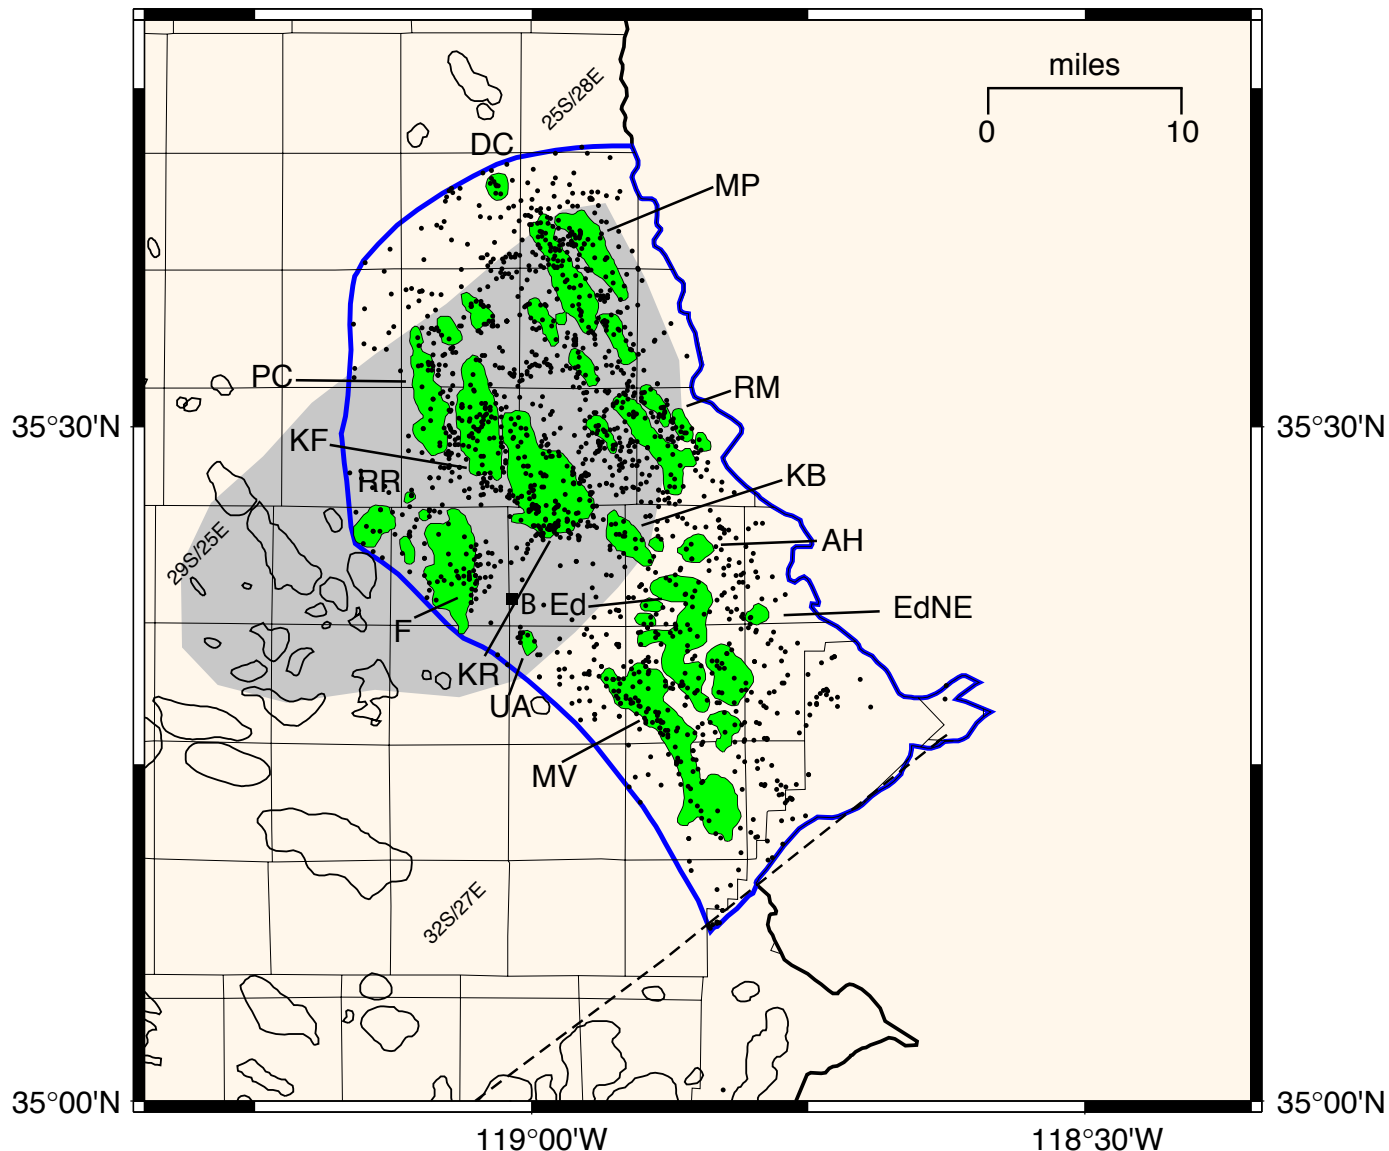 miles
0 10
25S/28E
DC
MP
PC
RM
35°30'N
35°30'N
KF
RR
KB
29S/25E
AH
B
Ed
EdNE
F
KR
UA
MV
32S/27E
35°00'N
35°00'N
119°00'W
118°30'W